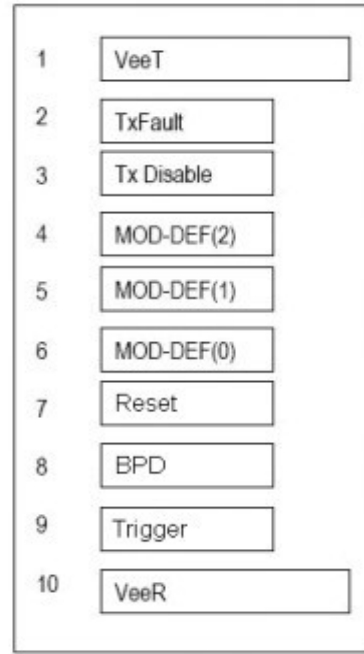 1 VeeT
2 TxFault
3 Tx Disable
4 MOD-DEF(2)
5 MOD-DEF(1)
6 MOD-DEF(0)
7 Reset
8 BPD
9 Trigger
10 VeeR